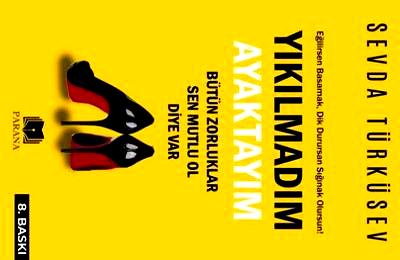 SEVDA TÜRKÜSEV
Eğilirsen Basamak, Dik Durursan Sığınak Olursun!
YIKILMADIM
AYAKTAYIM
BÜTÜN ZORLUKLAR
SEN MUTLU OL
DİYE VAR
PARANA
8. BASKI